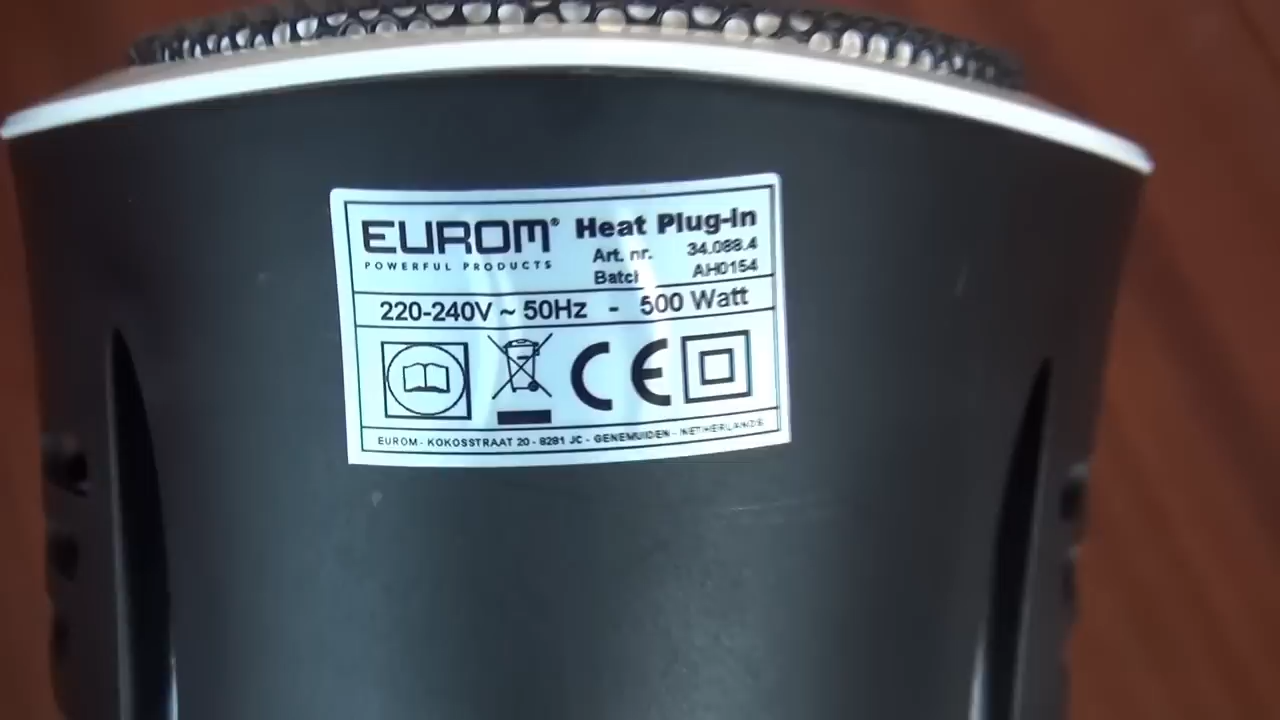 EUROM® Heat Plug-in
POWERFUL PRODUCTS
Art. nr. 34.088.4
Batch AH0154
220-240V ~ 50Hz - 500 Watt
CE
EUROM - KOKOSSTRAAT 20 - 8281 JC - GENEMUIDEN - NETHERLANDS